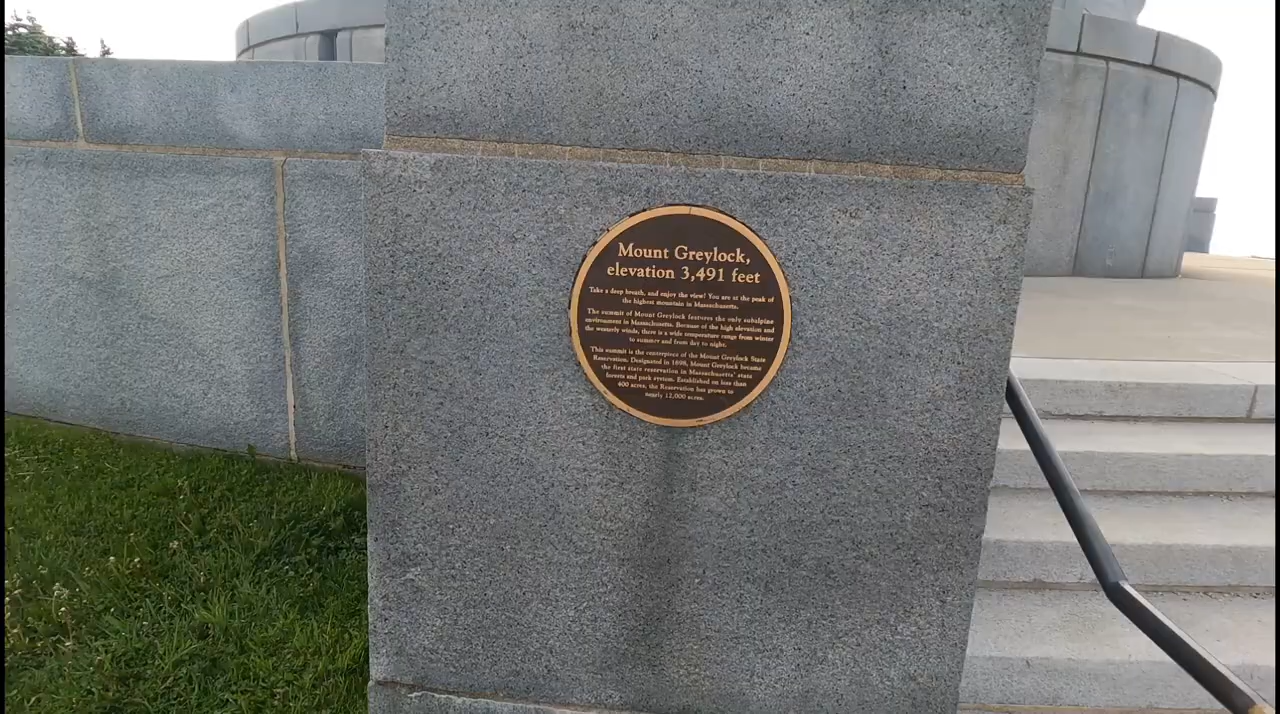 Mount Greylock,
elevation 3,491 feet
Take a deep breath, and enjoy the view! You are at the peak of
the highest mountain in Massachusetts.
The summit of Mount Greylock features the only subalpine
environment in Massachusetts. Because of the high elevation and
the westerly winds, there is a wide temperature range from winter
to summer and from day to night.
This summit is the centerpiece of the Mount Greylock State
Reservation. Designated in 1898, Mount Greylock became
the first state reservation in Massachusetts' state
forests and park system. Established on less than
400 acres, the Reservation has grown to
nearly 12,000 acres.